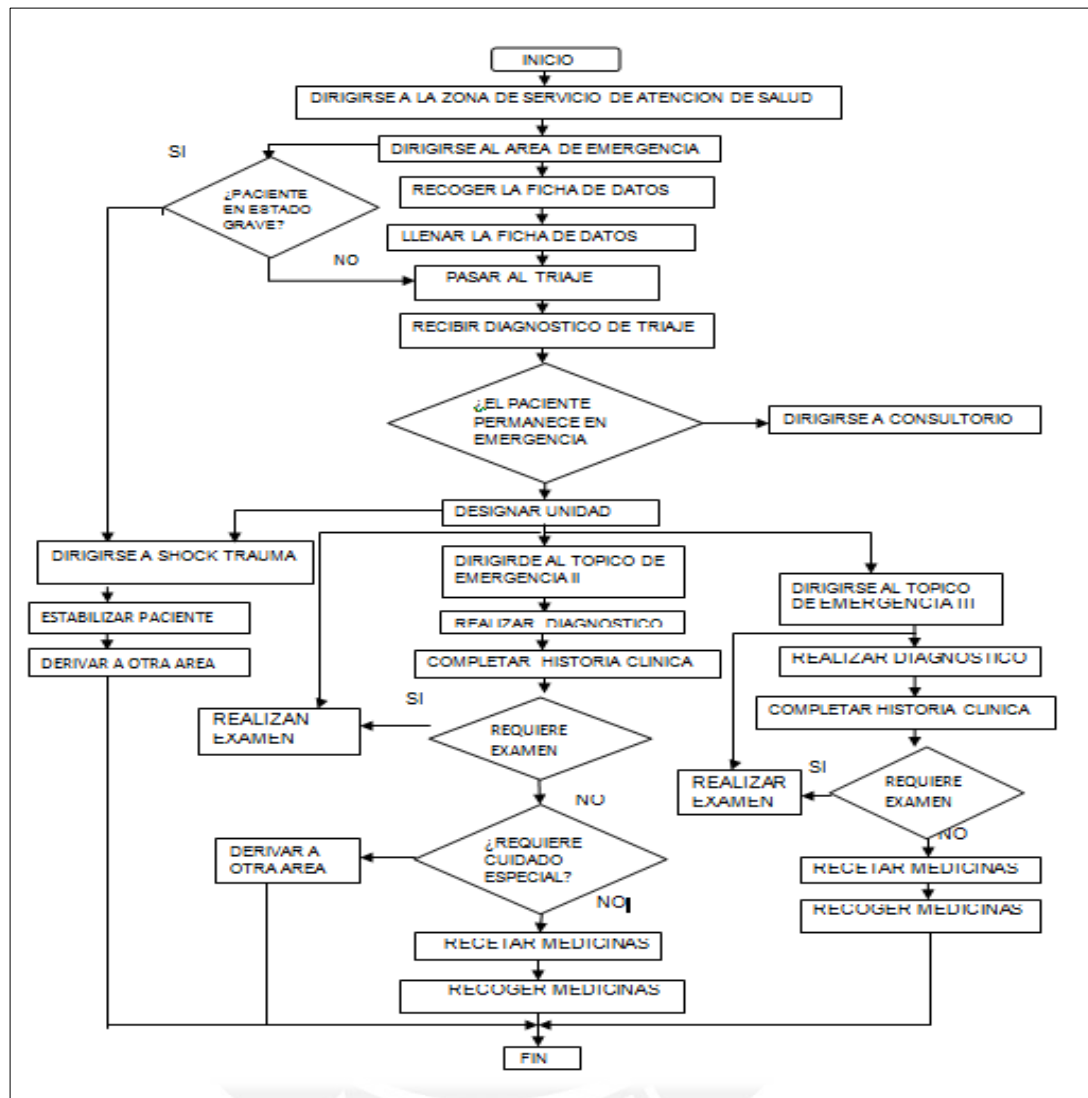 INICIO
DIRIGIRSE A LA ZONA DE SERVICIO DE ATENCION DE SALUD
SI
DIRIGIRSE AL AREA DE EMERGENCIA
¿PACIENTE
EN ESTADO
GRAVE?
RECOGER LA FICHA DE DATOS
LLENAR LA FICHA DE DATOS
NO
PASAR AL TRIAJE
RECIBIR DIAGNOSTICO DE TRIAJE
¿EL PACIENTE
PERMANECE EN
EMERGENCIA
DIRIGIRSE A CONSULTORIO
DESIGNAR UNIDAD
DIRIGIRSE A SHOCK TRAUMA
ESTABILIZAR PACIENTE
DERIVAR A OTRA AREA
DIRIGIRDE AL TOPICO DE
EMERGENCIA II
REALIZAR DIAGNOSTICO
COMPLETAR HISTORIA CLINICA
SI
REALIZAN
EXAMEN
REQUIERE
EXAMEN
NO
DERIVAR A
OTRA AREA
¿REQUIERE
CUIDADO
ESPECIAL?
NO
RECETAR MEDICINAS
RECOGER MEDICINAS
DIRIGIRSE AL TOPICO
DE EMERGENCIA III
REALIZAR DIAGNOSTICO
COMPLETAR HISTORIA CLINICA
SI
REALIZAR
EXAMEN
REQUIERE
EXAMEN
NO
RECETAR MEDICINAS
RECOGER MEDICINAS
FIN